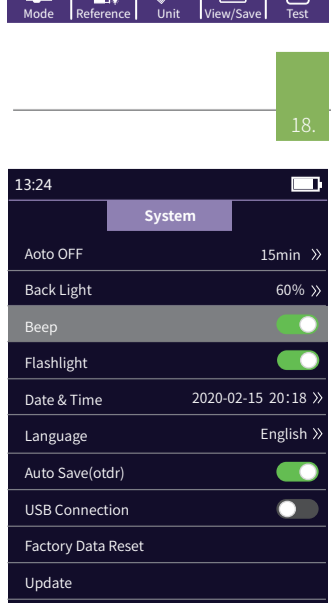 Mode Reference Unit View/Save Test
18.
13:24
System
Aoto OFF 15min »
Back Light 60% »
Beep
Flashlight
Date & Time 2020-02-15 20:18 »
Language English »
Auto Save(otdr)
USB Connection
Factory Data Reset
Update